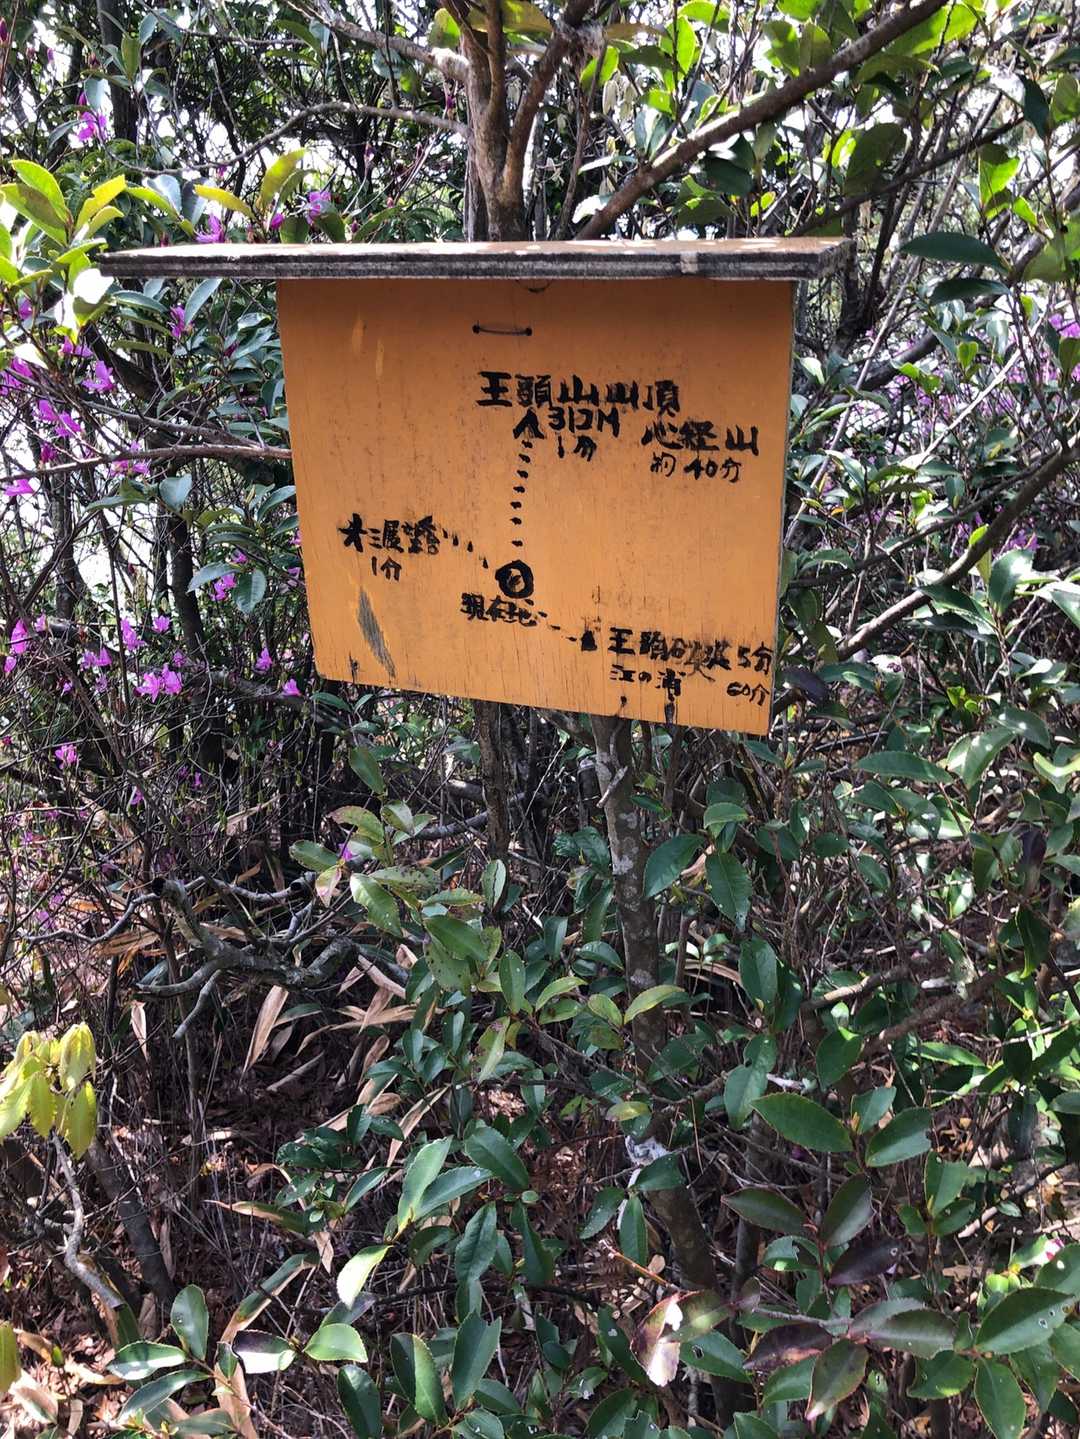 王頭山山頂
312M
1分
心経山
約40分
大展望台
1分
現在地
王頭砂漠 5分
江の浦 60分